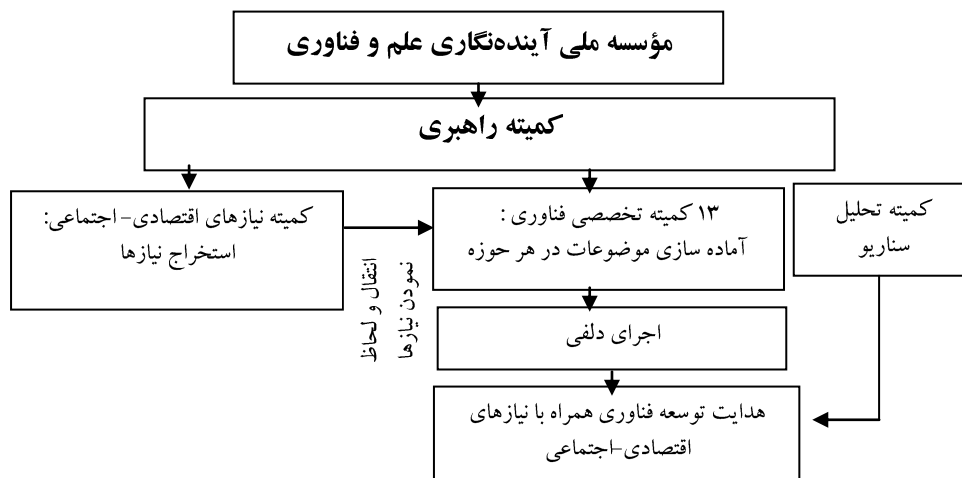 مؤسسه ملی آینده‌نگاری علم و فناوری
کمیته راهبری
کمیته نیازهای اقتصادی-اجتماعی:
استخراج نیازها
۱۳ کمیته تخصصی فناوری :
آماده سازی موضوعات در هر حوزه
کمیته تحلیل
سناریو
انتقال و لحاظ
نمودن نیازها
اجرای دلفی
هدایت توسعه فناوری همراه با نیازهای
اقتصادی-اجتماعی